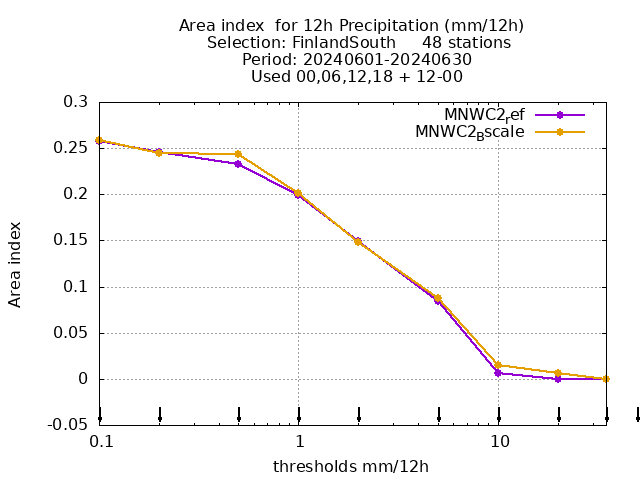 Area index  for 12h Precipitation (mm/12h)
Selection: FinlandSouth     48 stations
Period: 20240601-20240630
Used 00,06,12,18 + 12-00
MNWC2ref
MNWC2Bscale
0.3
0.25
0.2
0.15
0.1
0.05
0
-0.05
Area index
0.1 1 10
thresholds mm/12h